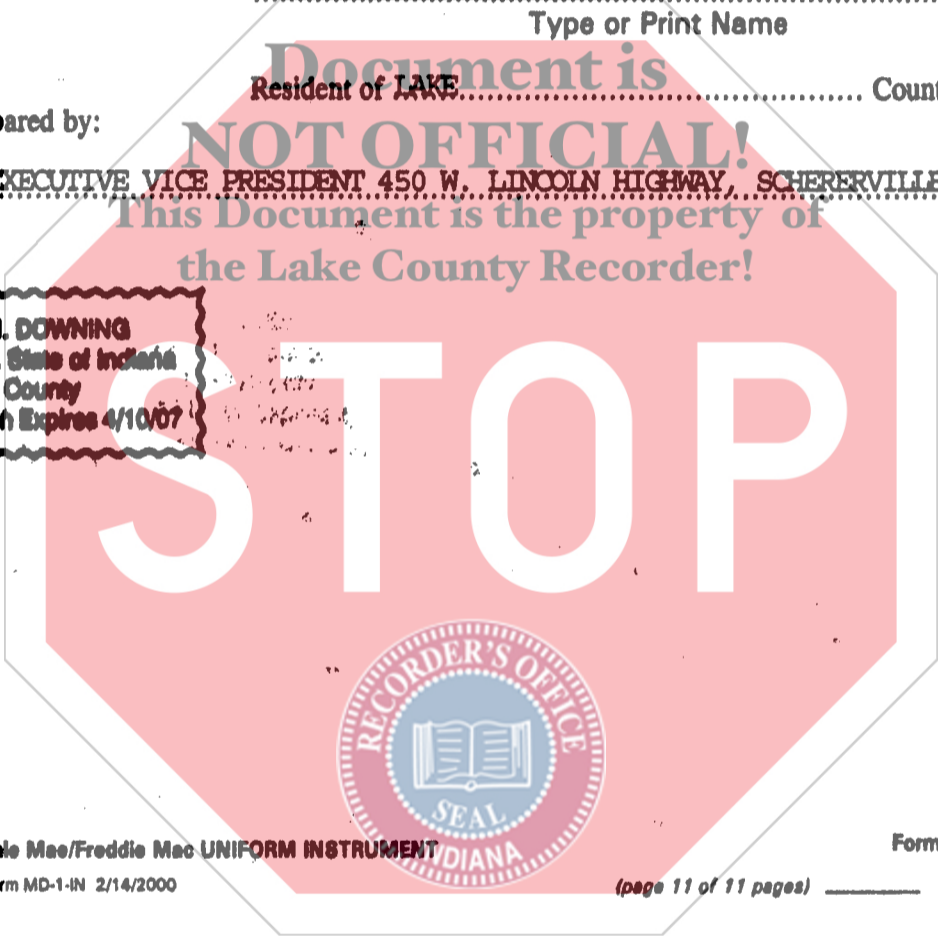 Type or Print Name
Document is
Resident of LAKE Count
ared by:
NOT OFFICIAL!
XECUTIVE VICE PRESIDENT 450 W. LINCOLN HIGHWAY, SCHERERVILLE
This Document is the property of
the Lake County Recorder!
. DOWNING
State of Indiana
County
Expires 4/10/07
STOP
RECORDER'S OFFICE
SEAL
INDIANA
ie Mae/Freddie Mac UNIFORM INSTRUMENT Form
rm MD-1-IN 2/14/2000 (page 11 of 11 pages)